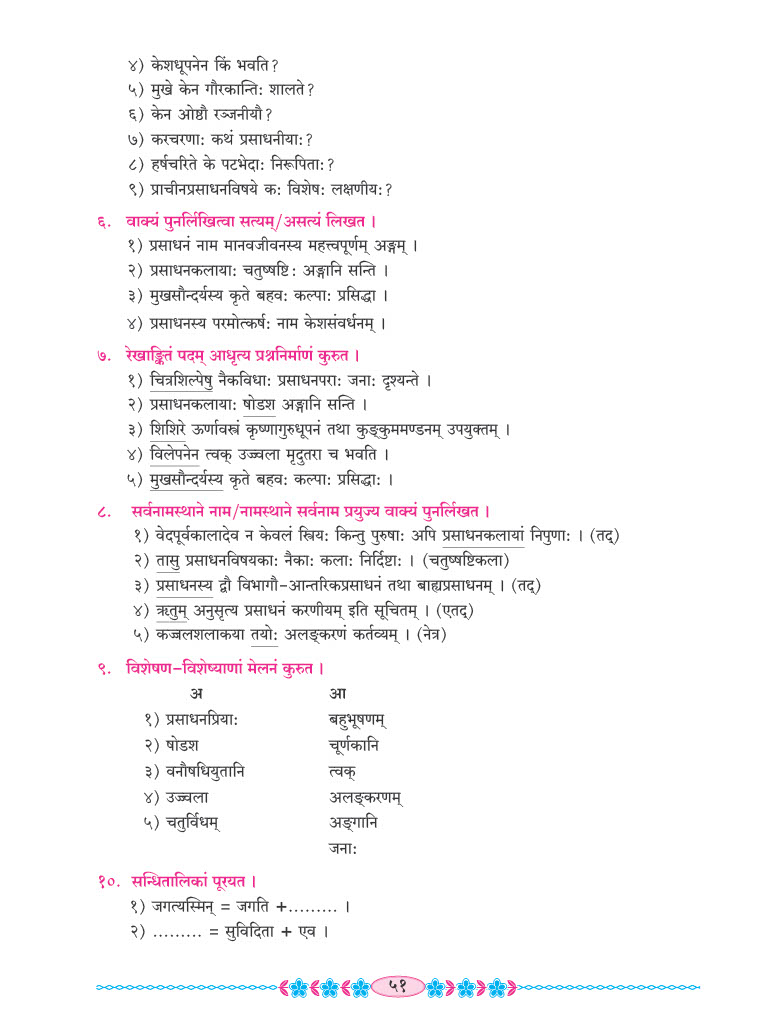 ४) केशधूपनेन किं भवति?
५) मुखे केन गौरकान्तिः शालते?
६) केन ओष्ठौ रञ्जनीयौ?
७) करचरणाः कथं प्रसाधनीयाः?
८) हर्षचरिते के पटभेदाः निरूपिताः?
९) प्राचीनप्रसाधनविषये कः विशेषः लक्षणीयः?
६. वाक्यं पुनर्लिखित्वा सत्यम्/असत्यं लिखत ।
१) प्रसाधनं नाम मानवजीवनस्य महत्त्वपूर्णम् अङ्गम् ।
२) प्रसाधनकलायाः चतुष्षष्टिः अङ्गानि सन्ति ।
३) मुखसौन्दर्यस्य कृते बहवः कल्पाः प्रसिद्धा ।
४) प्रसाधनस्य परमोत्कर्षः नाम केशसंवर्धनम् ।
७. रेखाङ्कितं पदम् आधृत्य प्रश्ननिर्माणं कुरुत ।
१) चित्रशिल्पेषु नैकविधाः प्रसाधनपराः जनाः दृश्यन्ते ।
२) प्रसाधनकलायाः षोडश अङ्गानि सन्ति ।
३) शिशिरे ऊर्णावस्त्रं कृष्णागुरुधूपनं तथा कुङ्कुममण्डनम् उपयुक्तम् ।
४) विलेपनेन त्वक् उज्ज्वला मृदुतरा च भवति ।
५) मुखसौन्दर्यस्य कृते बहवः कल्पाः प्रसिद्धाः ।
८. सर्वनामस्थाने नाम/नामस्थाने सर्वनाम प्रयुज्य वाक्यं पुनर्लिखत ।
१) वेदपूर्वकालादेव न केवलं स्त्रियः किन्तु पुरुषाः अपि प्रसाधनकलायां निपुणाः । (तद्)
२) तासु प्रसाधनविषयकाः नैकाः कलाः निर्दिष्टाः । (चतुष्षष्टिकला)
३) प्रसाधनस्य द्वौ विभागौ-आन्तरिकप्रसाधनं तथा बाह्यप्रसाधनम् । (तद्)
४) ऋतुम् अनुसृत्य प्रसाधनं करणीयम् इति सूचितम् । (एतद्)
५) कज्जलशलाकया तयोः अलङ्करणं कर्तव्यम् । (नेत्र)
९. विशेषण-विशेष्याणां मेलनं कुरुत ।
अ आ
१) प्रसाधनप्रियाः बहुभूषणम्
२) षोडश चूर्णकानि
३) वनौषधियुतानि त्वक्
४) उज्ज्वला अलङ्करणम्
५) चतुर्विधम् अङ्गानि
जनाः
१०. सन्धितालिकां पूरयत ।
१) जगत्यस्मिन् = जगति +......... ।
२) ......... = सुविदिता + एव ।
५१